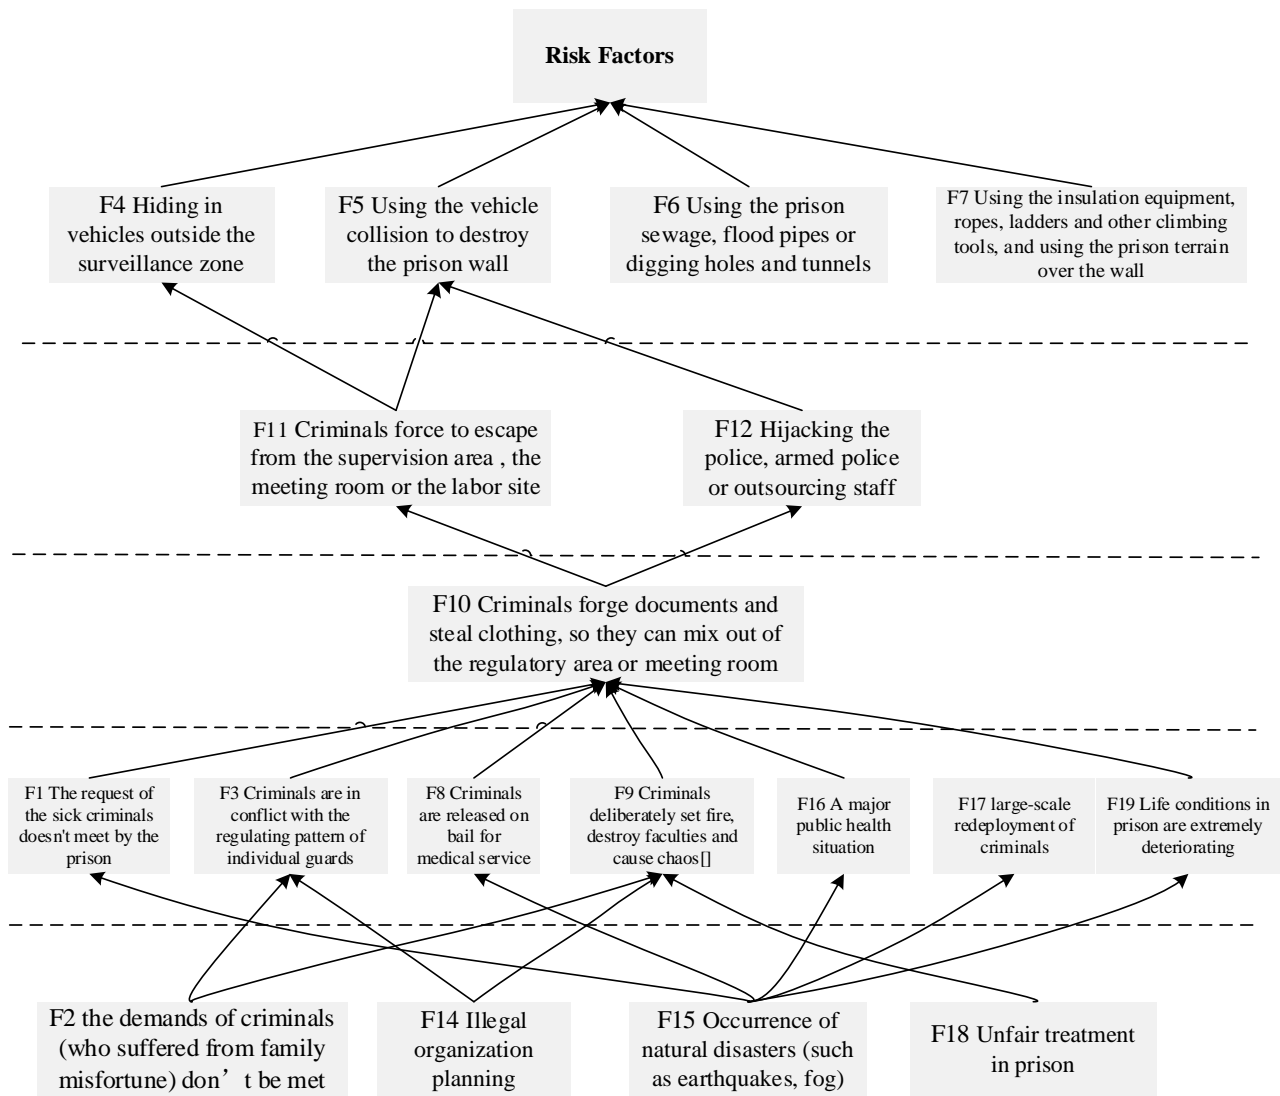 Risk Factors
F4 Hiding in
vehicles outside the
surveillance zone
F5 Using the vehicle
collision to destroy
the prison wall
F6 Using the prison
sewage, flood pipes or
digging holes and tunnels
F7 Using the insulation equipment,
ropes, ladders and other climbing
tools, and using the prison terrain
over the wall
F11 Criminals force to escape
from the supervision area , the
meeting room or the labor site
F12 Hijacking the
police, armed police
or outsourcing staff
F10 Criminals forge documents and
steal clothing, so they can mix out of
the regulatory area or meeting room
F1 The request of
the sick criminals
doesn't meet by the
prison
F3 Criminals are in
conflict with the
regulating pattern of
individual guards
F8 Criminals
are released on
bail for
medical service
F9 Criminals
deliberately set fire,
destroy faculties and
cause chaos[]
F16 A major
public health
situation
F17 large-scale
redeployment of
criminals
F19 Life conditions in
prison are extremely
deteriorating
F2 the demands of criminals
(who suffered from family
misfortune) don’t be met
F14 Illegal
organization
planning
F15 Occurrence of
natural disasters (such
as earthquakes, fog)
F18 Unfair treatment
in prison